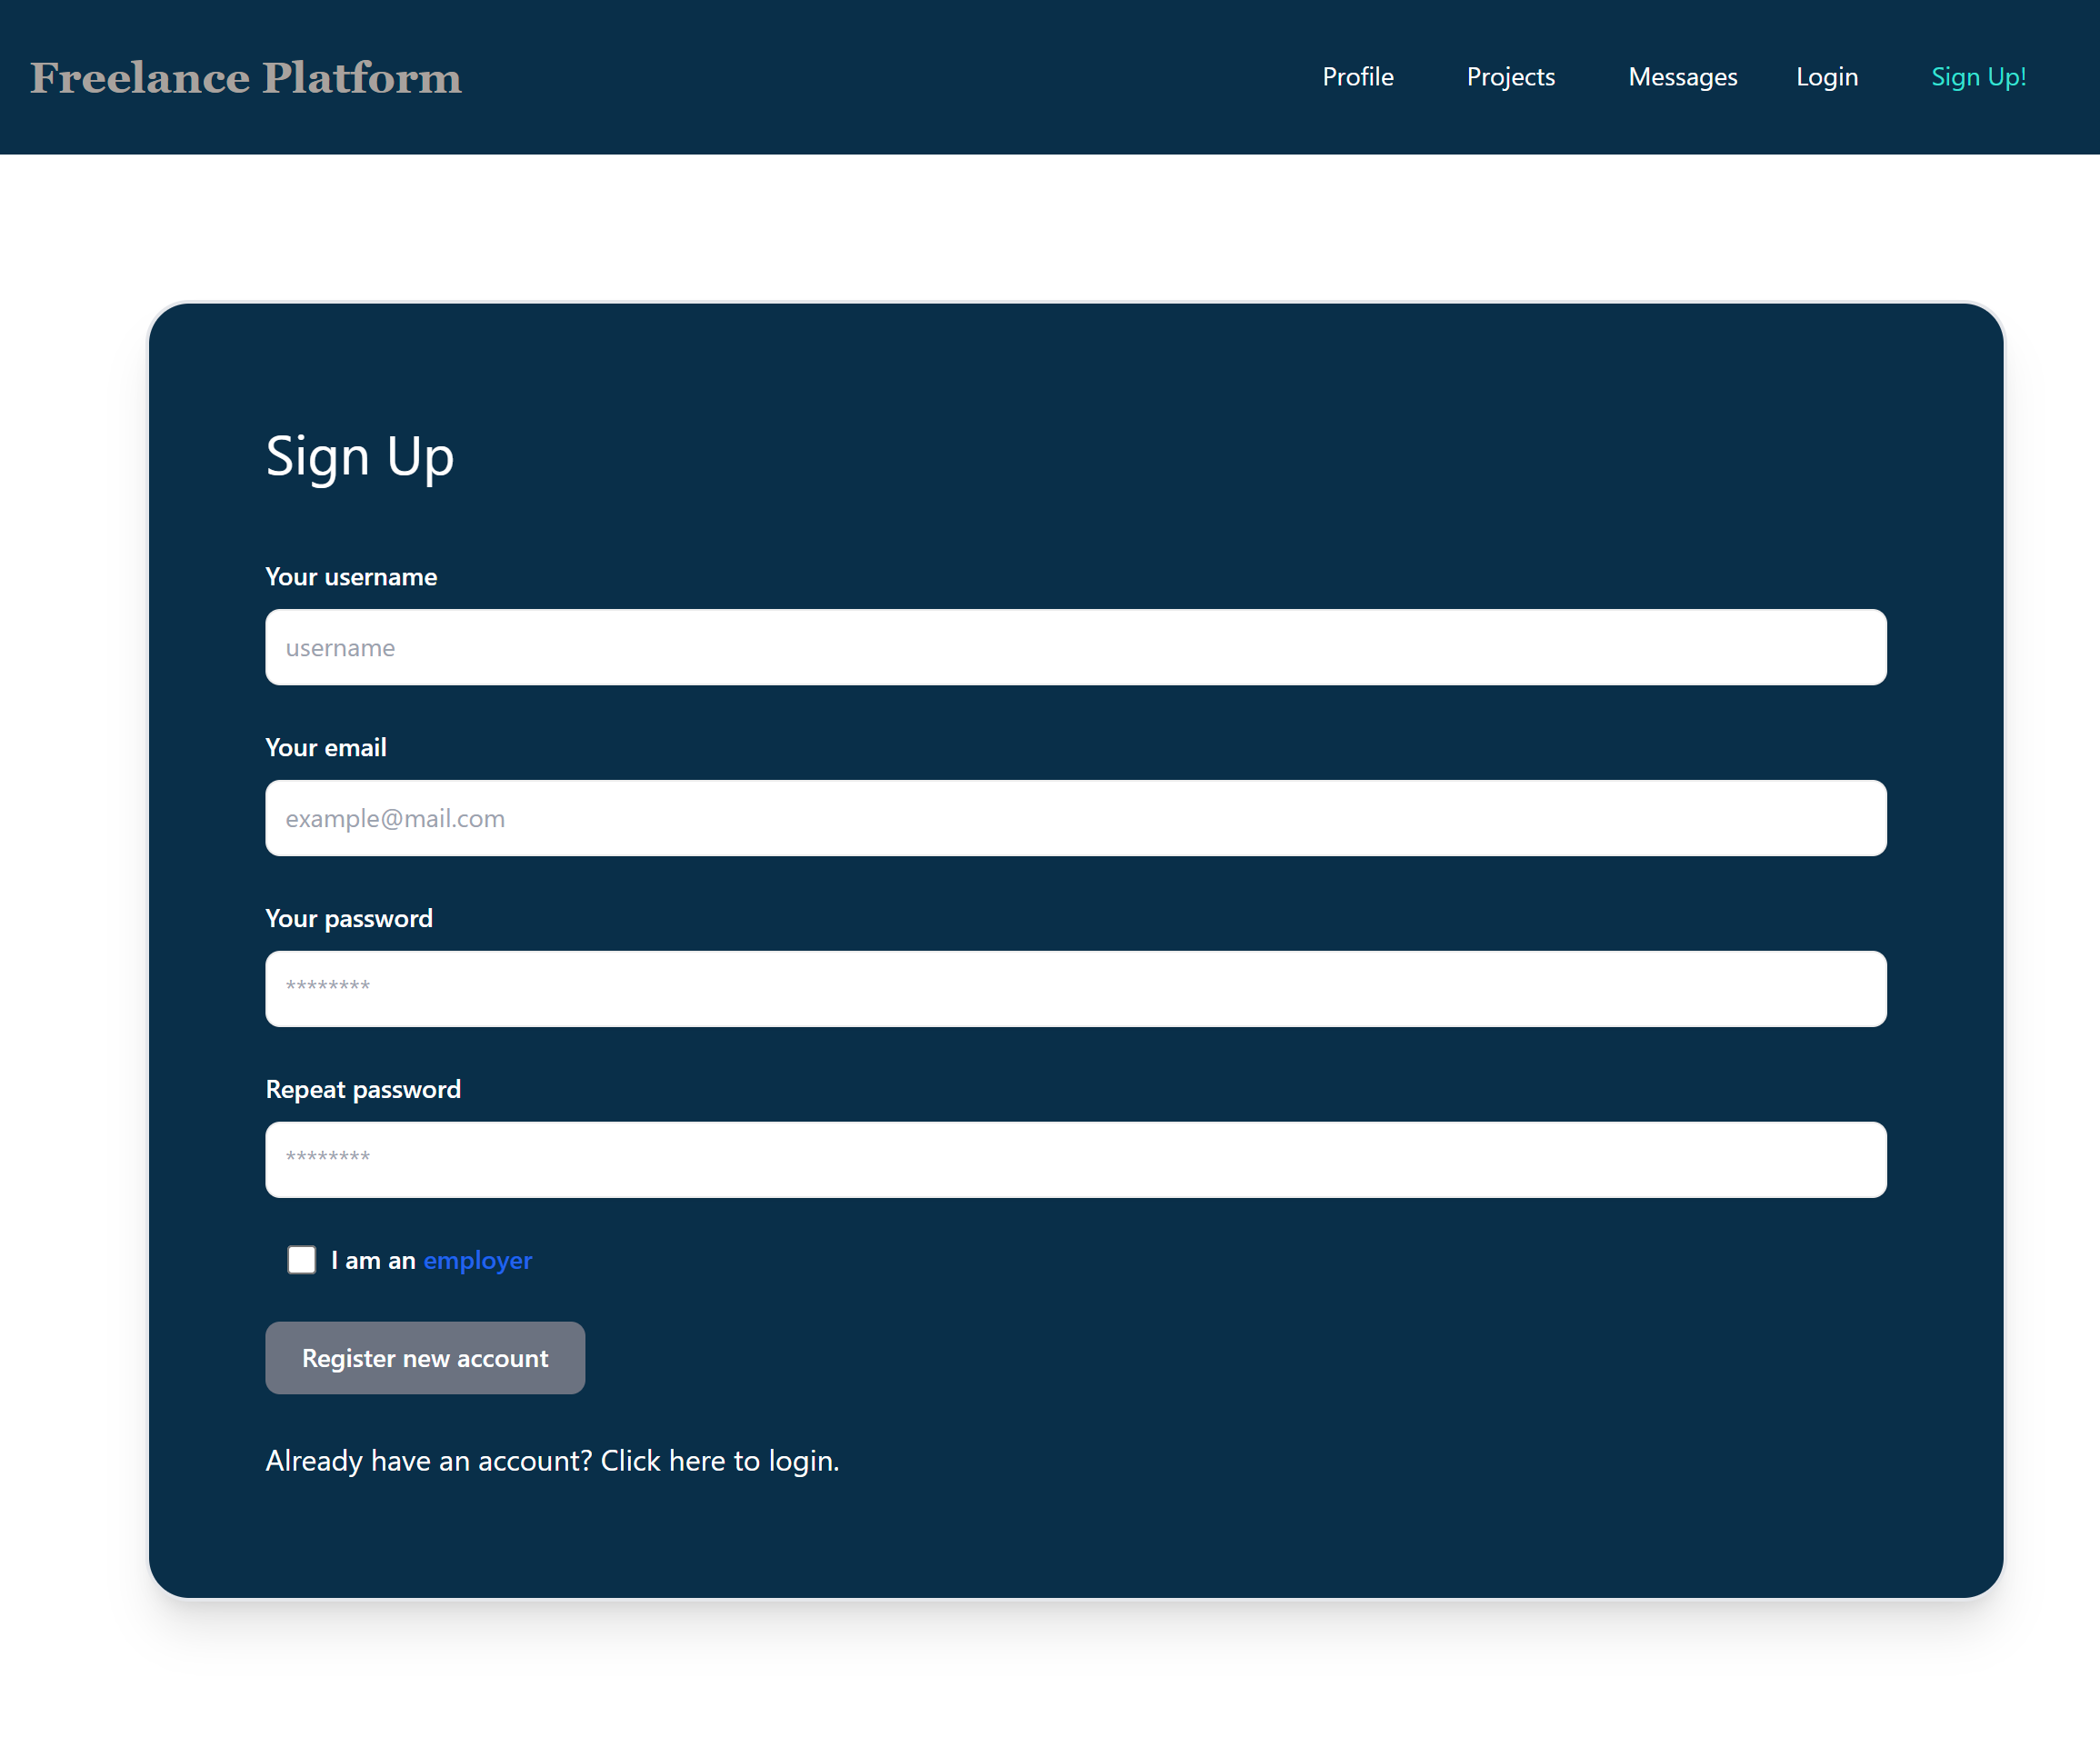 Freelance Platform
Profile Projects Messages Login Sign Up!
Sign Up
Your username
username
Your email
example@mail.com
Your password
********
Repeat password
********
I am an employer
Register new account
Already have an account? Click here to login.